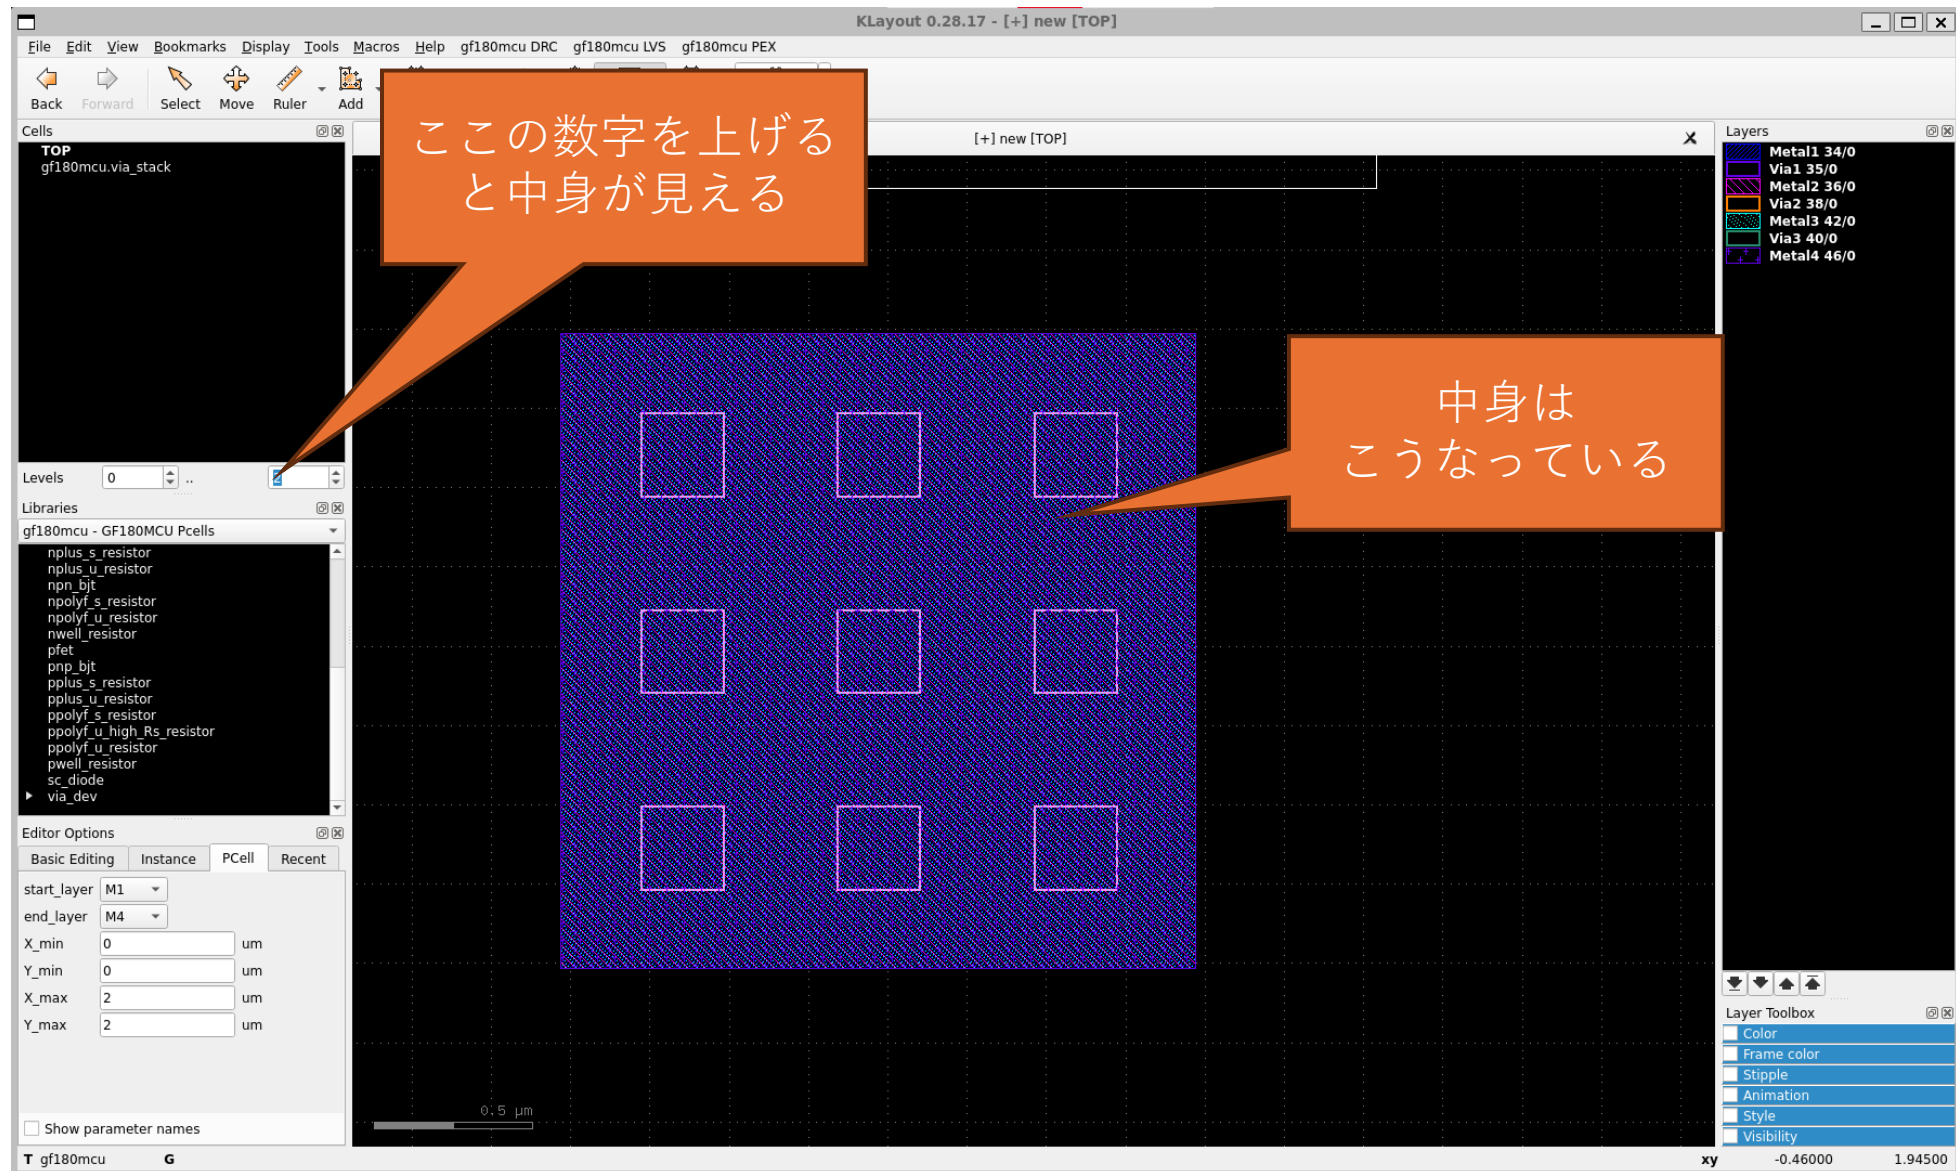 KLayout 0.28.17 - [+] new [TOP]
File Edit View Bookmarks Display Tools Macros Help gf180mcu DRC gf180mcu LVS gf180mcu PEX
Back Forward Select Move Ruler Add
ここの数字を上げる
と中身が見える
Cells
TOP
gf180mcu.via_stack
Levels 0 ..
Libraries
gf180mcu - GF180MCU Pcells
nplus_s_resistor
nplus_u_resistor
npn_bjt
npolyf_s_resistor
npolyf_u_resistor
nwell_resistor
pfet
pnp_bjt
pplus_s_resistor
pplus_u_resistor
ppolyf_s_resistor
ppolyf_u_high_Rs_resistor
ppolyf_u_resistor
pwell_resistor
sc_diode
via_dev
Editor Options
Basic Editing Instance PCell Recent
start_layer M1
end_layer M4
X_min 0 um
Y_min 0 um
X_max 2 um
Y_max 2 um
Show parameter names
[+] new [TOP]
中身は
こうなっている
0.5 µm
Layers
Metal1 34/0
Via1 35/0
Metal2 36/0
Via2 38/0
Metal3 42/0
Via3 40/0
Metal4 46/0
Layer Toolbox
Color
Frame color
Stipple
Animation
Style
Visibility
T gf180mcu G xy -0.46000 1.94500